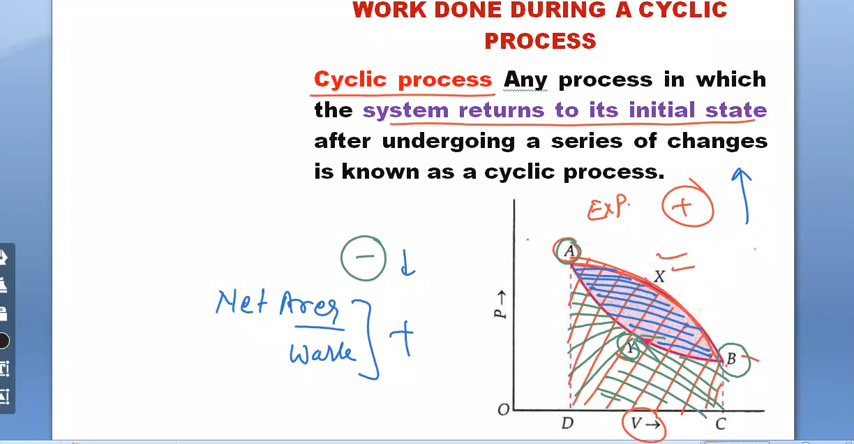 WORK DONE DURING A CYCLIC
PROCESS
Cyclic process Any process in which
the system returns to its initial state
after undergoing a series of changes
is known as a cyclic process.
Exp. +
A
−
X
Net Area
Work
+
P→
Y
B
O
D
V→
C